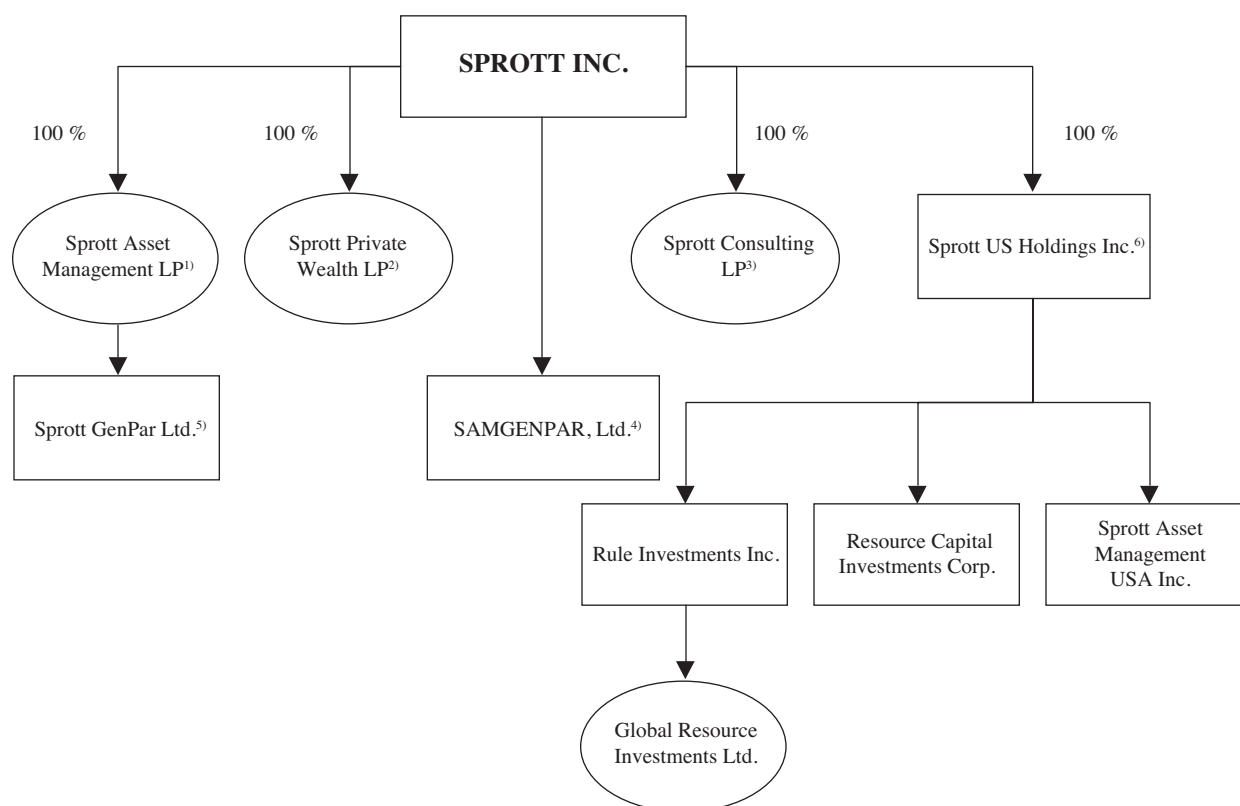 SPROTT INC.
100 %
100 %
100 %
100 %
Sprott Asset
Management LP1)
Sprott Private
Wealth LP2)
Sprott Consulting
LP3)
Sprott US Holdings Inc.6)
Sprott GenPar Ltd.5)
SAMGENPAR, Ltd.4)
Rule Investments Inc.
Resource Capital
Investments Corp.
Sprott Asset
Management
USA Inc.
Global Resource
Investments Ltd.